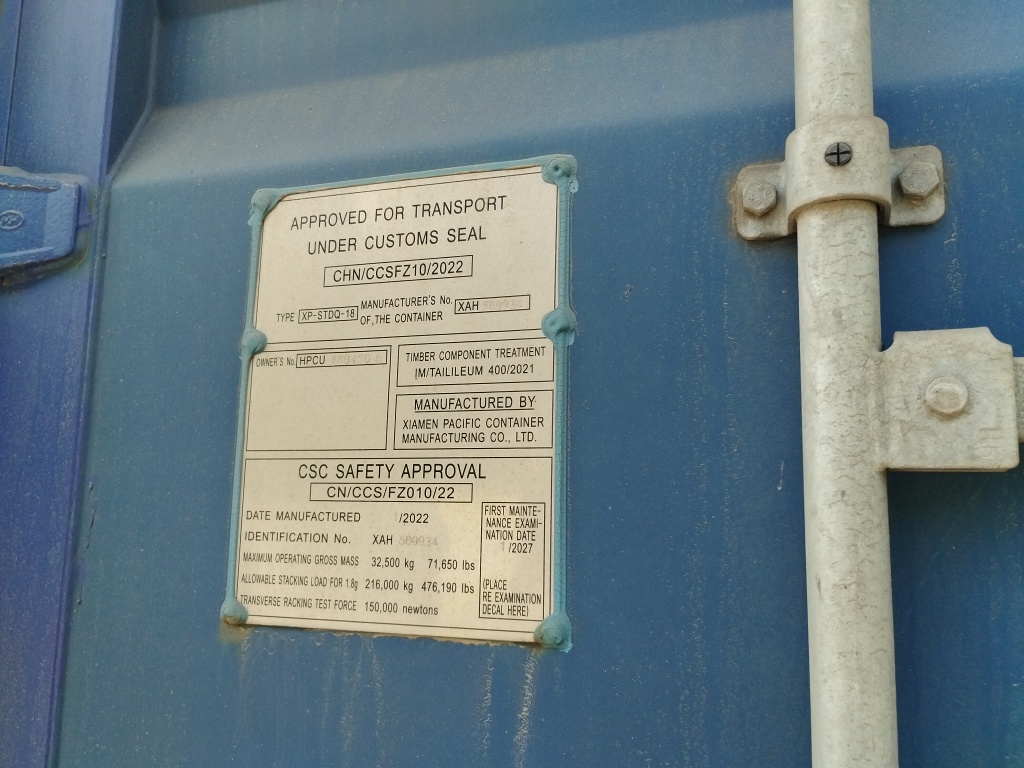 APPROVED FOR TRANSPORT
UNDER CUSTOMS SEAL
CHN/CCSFZ10/2022
TYPE XP-STDQ-18 MANUFACTURER'S No. OF,THE CONTAINER XAH
OWNER'S No. HPCU
TIMBER COMPONENT TREATMENT
IM/TAILILEUM 400/2021
MANUFACTURED BY
XIAMEN PACIFIC CONTAINER
MANUFACTURING CO., LTD.
CSC SAFETY APPROVAL
CN/CCS/FZ010/22
DATE MANUFACTURED /2022
IDENTIFICATION No. XAH
MAXIMUM OPERATING GROSS MASS 32,500 kg 71,650 lbs
ALLOWABLE STACKING LOAD FOR 1.8g 216,000 kg 476,190 lbs
TRANSVERSE RACKING TEST FORCE 150,000 newtons
FIRST MAINTE-
NANCE EXAMI-
NATION DATE
/2027
(PLACE
RE EXAMINATION
DECAL HERE)